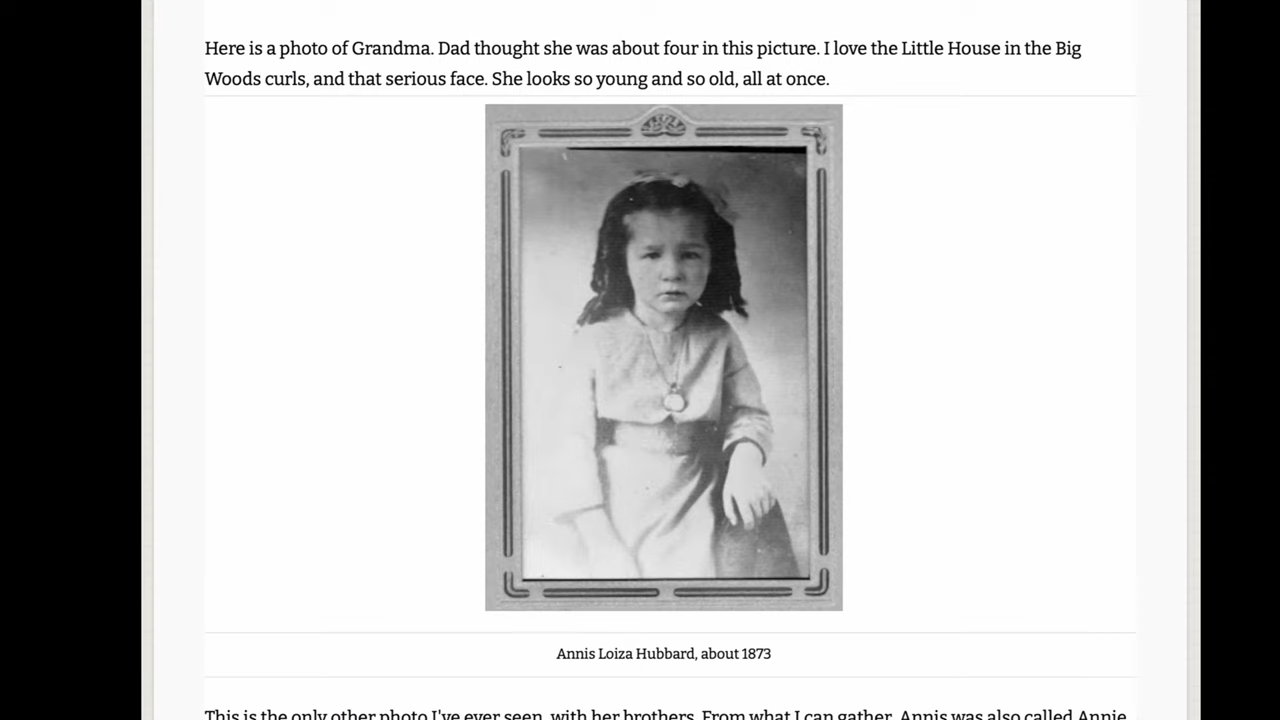 Here is a photo of Grandma. Dad thought she was about four in this picture. I love the Little House in the Big
Woods curls, and that serious face. She looks so young and so old, all at once.
Annis Loiza Hubbard, about 1873
This is the only other photo I've ever seen, with her brothers. From what I can gather, Annis was also called Annie